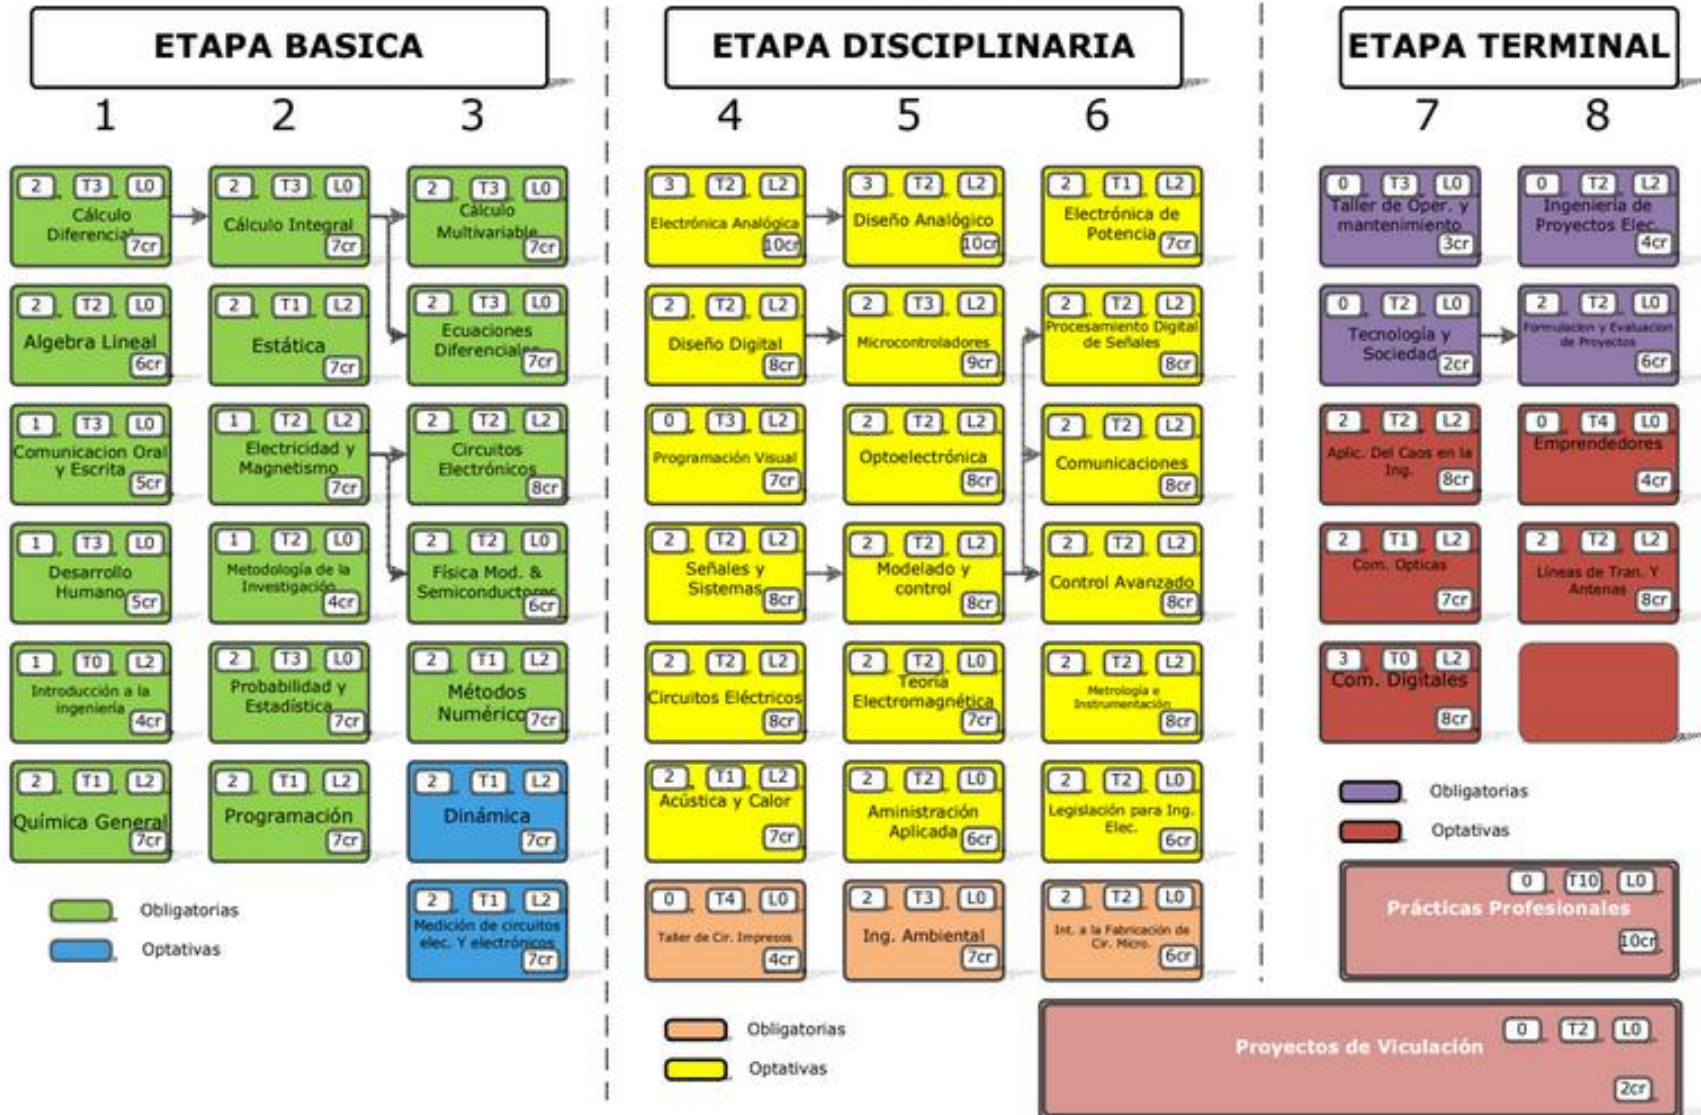 ETAPA BASICA
ETAPA DISCIPLINARIA
ETAPA TERMINAL
1 2 3 4 5 6 7 8
2 T3 L0
Cálculo
Diferencial
7cr
2 T3 L0
Cálculo Integral
7cr
2 T3 L0
Cálculo
Multivariable
7cr
3 T2 L2
Electrónica Analógica
10cr
3 T2 L2
Diseño Analógico
10cr
2 T1 L2
Electrónica de
Potencia
7cr
0 T3 L0
Taller de Oper. y
mantenimiento
3cr
0 T2 L2
Ingeniería de
Proyectos Elec.
4cr
2 T2 L0
Algebra Lineal
6cr
2 T1 L2
Estática
7cr
2 T3 L0
Ecuaciones
Diferenciales
7cr
2 T2 L2
Diseño Digital
8cr
2 T3 L2
Microcontroladores
9cr
2 T2 L2
Procesamiento Digital
de Señales
8cr
0 T2 L0
Tecnología y
Sociedad
2cr
2 T2 L0
Formulacion y Evaluacion
de Proyectos
6cr
1 T3 L0
Comunicacion Oral
y Escrita
5cr
1 T2 L2
Electricidad y
Magnetismo
7cr
2 T2 L2
Circuitos
Electrónicos
8cr
0 T3 L2
Programación Visual
7cr
2 T2 L2
Optoelectrónica
8cr
2 T2 L2
Comunicaciones
8cr
2 T2 L2
Aplic. Del Caos en la
Ing.
8cr
0 T4 L0
Emprendedores
4cr
1 T3 L0
Desarrollo
Humano
5cr
1 T2 L0
Metodología de la
Investigación
4cr
2 T2 L0
Física Mod. &
Semiconductores
6cr
2 T2 L2
Señales y
Sistemas
8cr
2 T2 L2
Modelado y
control
8cr
2 T2 L2
Control Avanzado
8cr
2 T1 L2
Com. Opticas
7cr
2 T2 L2
Líneas de Tran. Y
Antenas
8cr
1 T0 L2
Introducción a la
ingeniería
4cr
2 T3 L0
Probabilidad y
Estadística
7cr
2 T1 L2
Métodos
Numérico
7cr
2 T2 L2
Circuitos Eléctricos
8cr
2 T2 L0
Teoría
Electromagnética
7cr
2 T2 L2
Metrología e
Instrumentación
8cr
3 T0 L2
Com. Digitales
8cr
2 T1 L2
Química General
7cr
2 T1 L2
Programación
7cr
2 T1 L2
Dinámica
7cr
2 T1 L2
Acústica y Calor
7cr
2 T2 L0
Aministración
Aplicada
6cr
2 T2 L0
Legislación para Ing.
Elec.
6cr
Obligatorias
Optativas
Obligatorias
Optativas
2 T1 L2
Medición de circuitos
elec. Y electrónicos
7cr
0 T4 L0
Taller de Cir. Impresos
4cr
2 T3 L0
Ing. Ambiental
7cr
2 T2 L0
Int. a la Fabricación de
Cir. Micro.
6cr
0 T10 L0
Prácticas Profesionales
10cr
Obligatorias
Optativas
0 T2 L0
Proyectos de Viculación
2cr